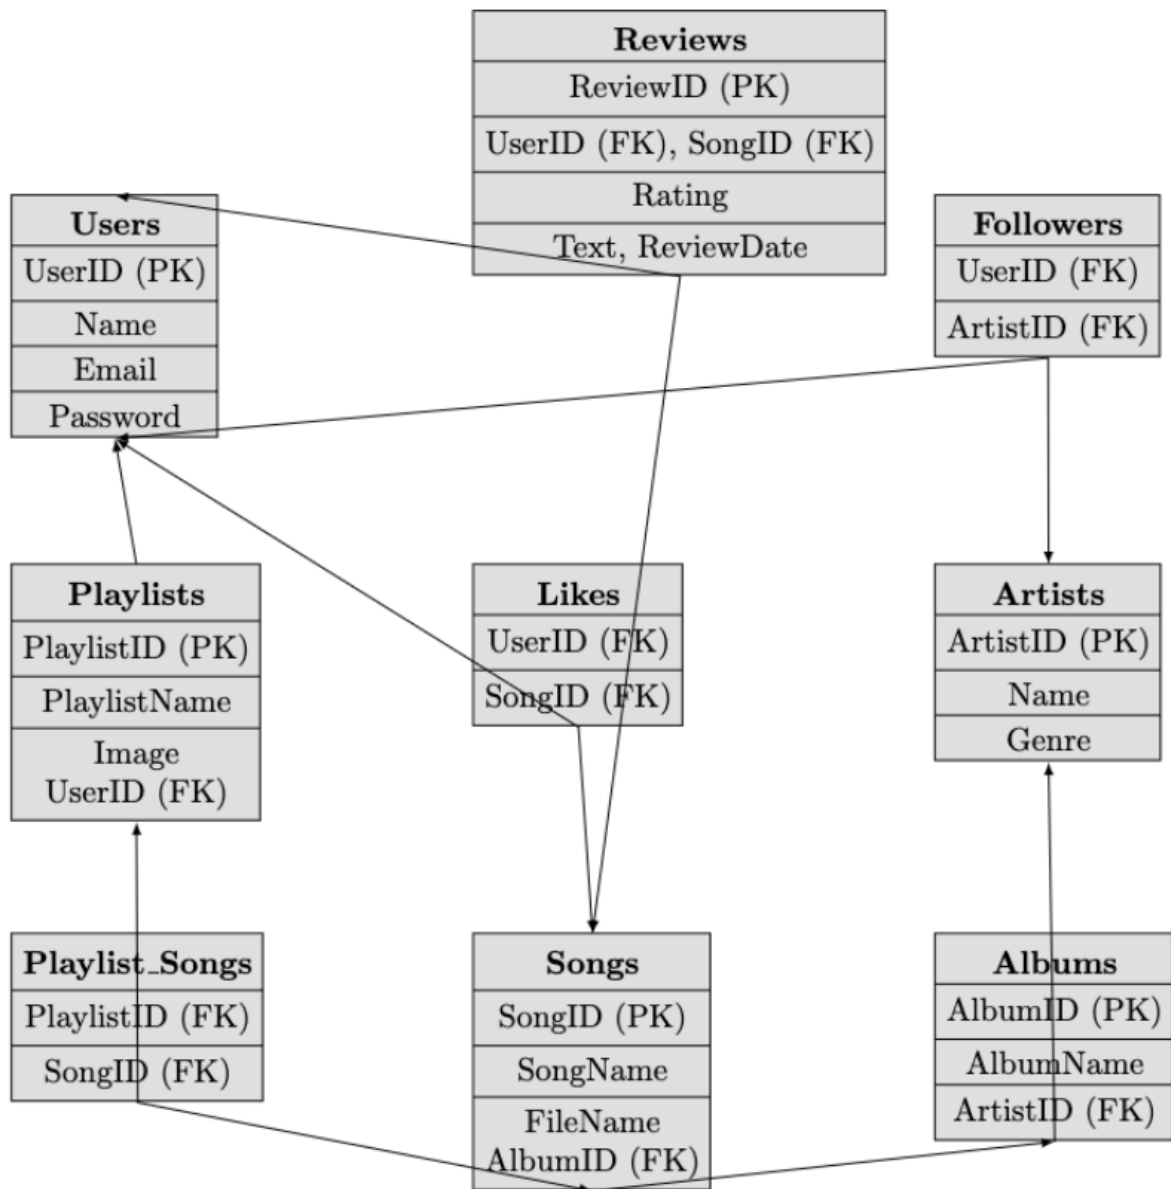 Reviews
ReviewID (PK)
UserID (FK), SongID (FK)
Rating
Text, ReviewDate
Users
UserID (PK)
Name
Email
Password
Followers
UserID (FK)
ArtistID (FK)
Playlists
PlaylistID (PK)
PlaylistName
Image
UserID (FK)
Likes
UserID (FK)
SongID (FK)
Artists
ArtistID (PK)
Name
Genre
Playlist_Songs
PlaylistID (FK)
SongID (FK)
Songs
SongID (PK)
SongName
FileName
AlbumID (FK)
Albums
AlbumID (PK)
AlbumName
ArtistID (FK)